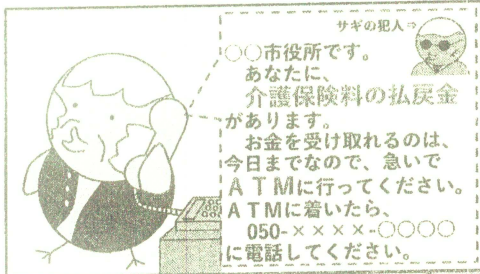 サギの犯人⇒
○○市役所です。
あなたに、
介護保険料の払戻金
があります。
お金を受け取れるのは、
今日までなので、急いで
ATMに行ってください。
ATMに着いたら、
050-××××-○○○○
に電話してください。